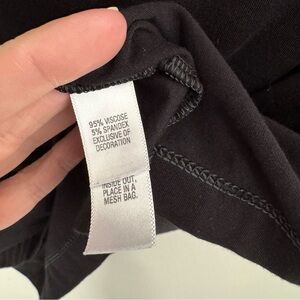 95% VISCOSE
5% SPANDEX
EXCLUSIVE OF
DECORATION
INSIDE OUT,
PLACE IN A
MESH BAG.